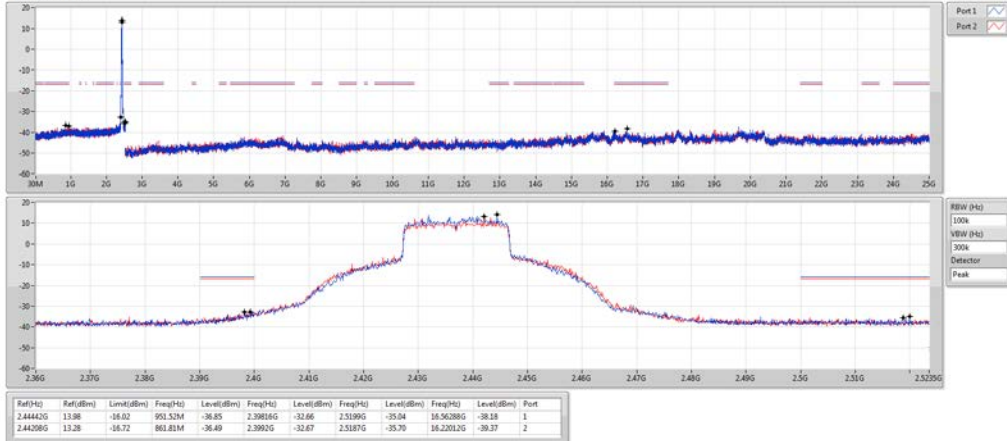 20
10
0
-10
-20
-30
-40
-50
-60
30M 1G 2G 3G 4G 5G 6G 7G 8G 9G 10G 11G 12G 13G 14G 15G 16G 17G 18G 19G 20G 21G 22G 23G 24G 25G
Port 1
Port 2
20
10
0
-10
-20
-30
-40
-50
-60
2.36G 2.37G 2.38G 2.39G 2.4G 2.41G 2.42G 2.43G 2.44G 2.45G 2.46G 2.47G 2.48G 2.49G 2.5G 2.51G 2.5235G
RBW (Hz)
100k
VBW (Hz)
300k
Detector
Peak
Ref(Hz) Ref(dBm) Limit(dBm) Freq(Hz) Level(dBm) Freq(Hz) Level(dBm) Freq(Hz) Level(dBm) Freq(Hz) Level(dBm) Port
2.44442G 13.98 -16.02 951.52M -36.85 2.39816G -32.66 2.5199G -35.04 16.56288G -38.18 1
2.44208G 13.28 -16.72 861.81M -36.49 2.3992G -32.67 2.5187G -35.70 16.22012G -39.37 2